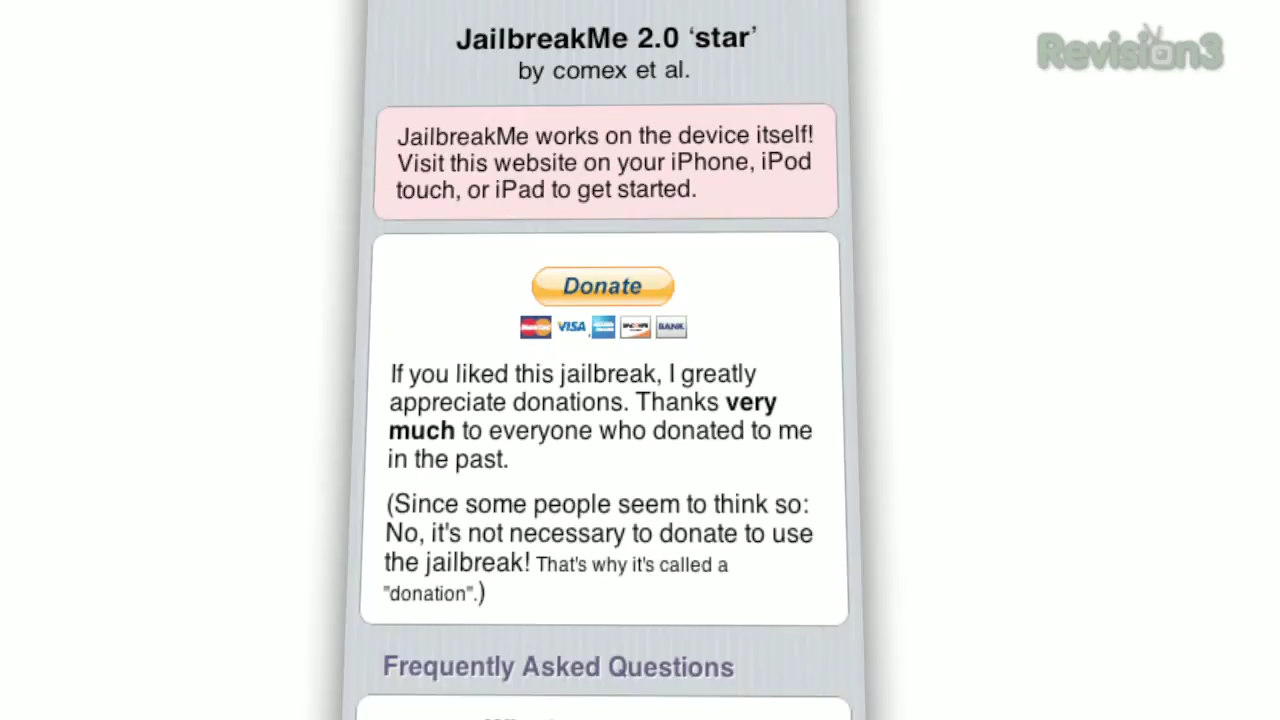 JailbreakMe 2.0 ‘star’
by comex et al.
Revision3
JailbreakMe works on the device itself!
Visit this website on your iPhone, iPod
touch, or iPad to get started.
Donate
MasterCard VISA DISCOVER BANK
If you liked this jailbreak, I greatly
appreciate donations. Thanks very
much to everyone who donated to me
in the past.
(Since some people seem to think so:
No, it's not necessary to donate to use
the jailbreak! That's why it's called a
"donation".)
Frequently Asked Questions